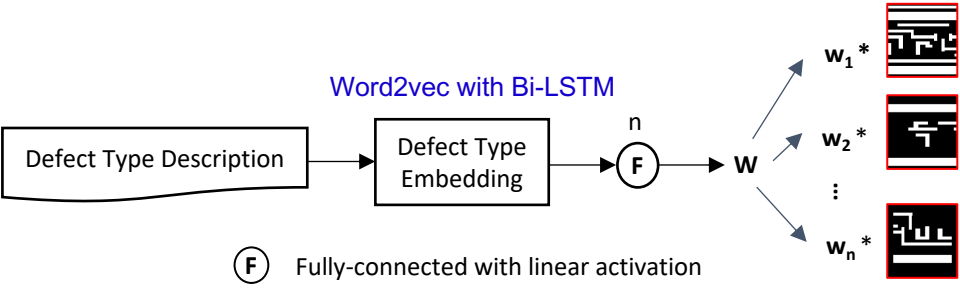 Word2vec with Bi-LSTM
Defect Type Description
Defect Type
Embedding
n
F
W
w1 *
w2 *
⋮
wn *
F Fully-connected with linear activation